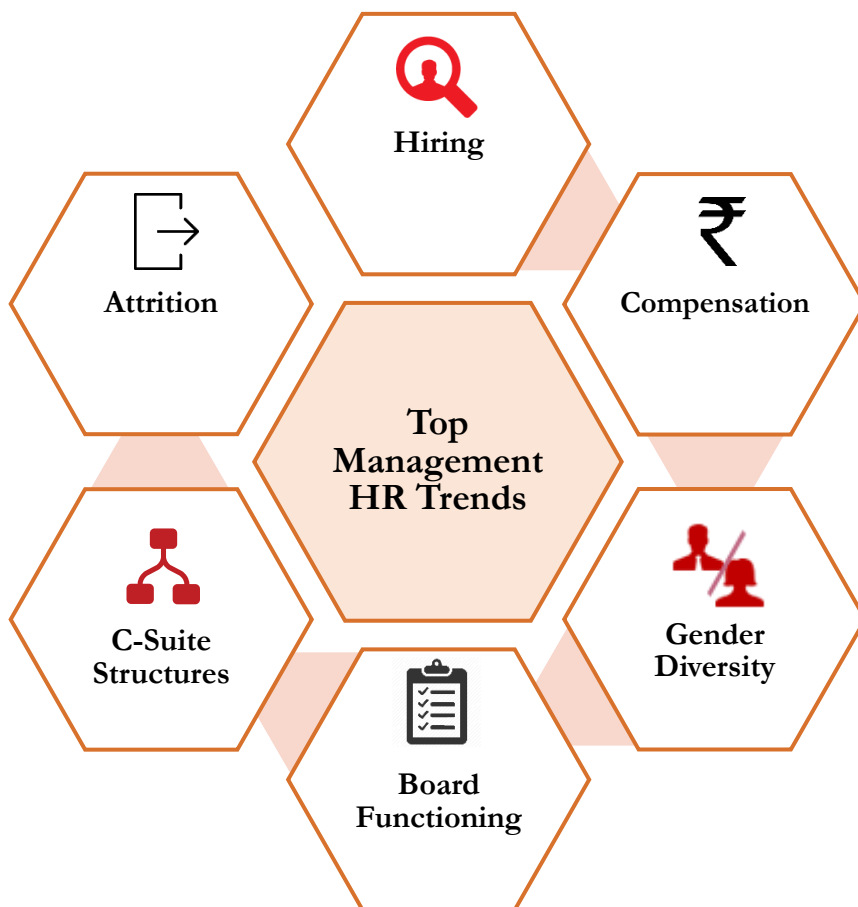 Hiring
Attrition
Compensation
Top
Management
HR Trends
C-Suite
Structures
Gender
Diversity
Board
Functioning
₹